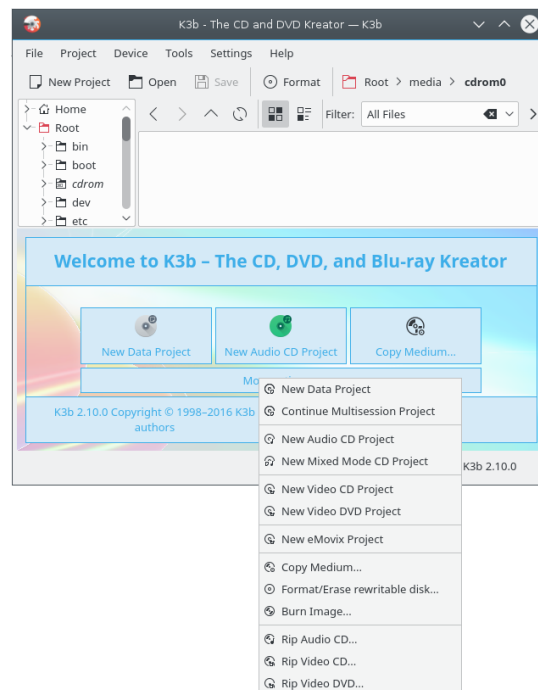 K3b - The CD and DVD Kreator — K3b
File Project Device Tools Settings Help
New Project Open Save Format Root > media > cdrom0
Home
Root
bin
boot
cdrom
dev
etc
Filter: All Files
Welcome to K3b – The CD, DVD, and Blu-ray Kreator
New Data Project New Audio CD Project Copy Medium...
K3b 2.10.0 Copyright © 1998–2016 K3b
authors
K3b 2.10.0
New Data Project
Continue Multisession Project
New Audio CD Project
New Mixed Mode CD Project
New Video CD Project
New Video DVD Project
New eMovix Project
Copy Medium...
Format/Erase rewritable disk...
Burn Image...
Rip Audio CD...
Rip Video CD...
Rip Video DVD...